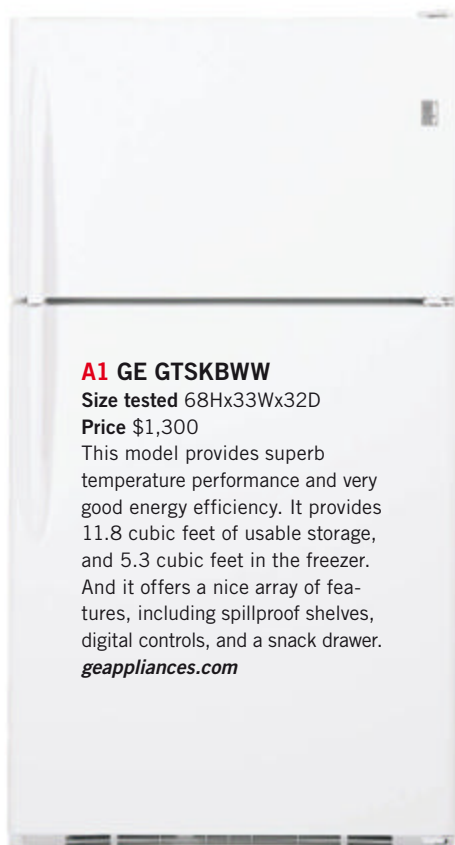 A1 GE GTSKBWW
Size tested 68Hx33Wx32D
Price $1,300
This model provides superb
temperature performance and very
good energy efficiency. It provides
11.8 cubic feet of usable storage,
and 5.3 cubic feet in the freezer.
And it offers a nice array of fea-
tures, including spillproof shelves,
digital controls, and a snack drawer.
geappliances.com